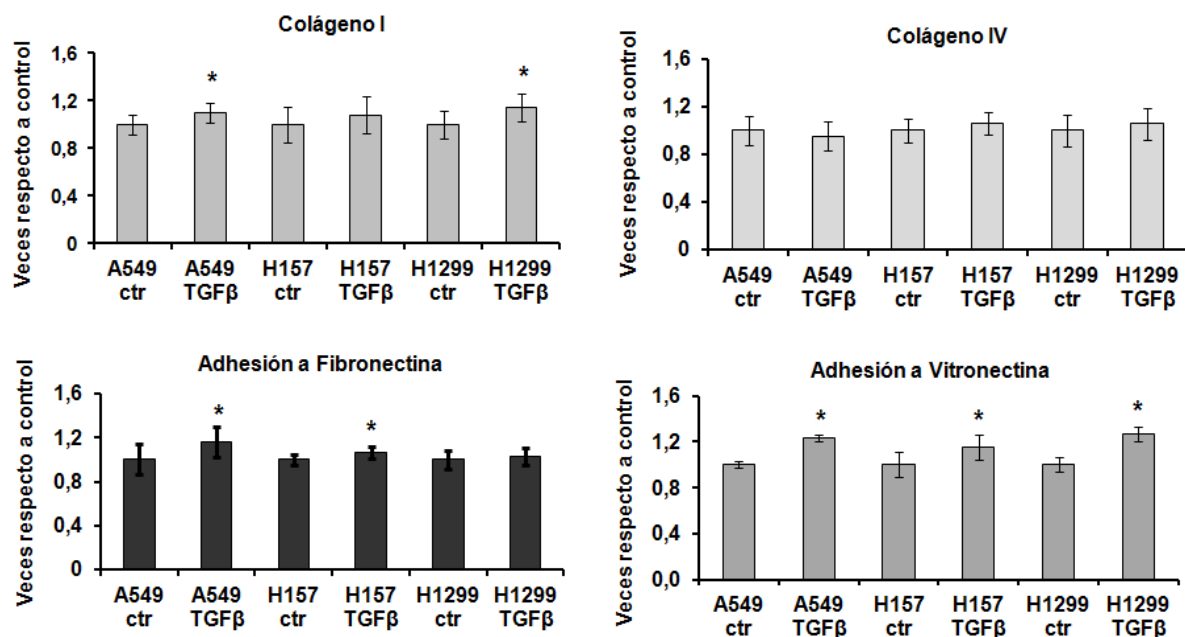 Colágeno I
Veces respecto a control
1,6
1,2
0,8
0,4
0
*
*
A549 ctr
A549 TGFβ
H157 ctr
H157 TGFβ
H1299 ctr
H1299 TGFβ
Colágeno IV
Veces respecto a control
1,6
1,2
0,8
0,4
0
A549 ctr
A549 TGFβ
H157 ctr
H157 TGFβ
H1299 ctr
H1299 TGFβ
Adhesión a Fibronectina
Veces respecto a control
1,6
1,2
0,8
0,4
0
*
*
A549 ctr
A549 TGFβ
H157 ctr
H157 TGFβ
H1299 ctr
H1299 TGFβ
Adhesión a Vitronectina
Veces respecto a control
1,6
1,2
0,8
0,4
0,0
*
*
*
A549 ctr
A549 TGFβ
H157 ctr
H157 TGFβ
H1299 ctr
H1299 TGFβ